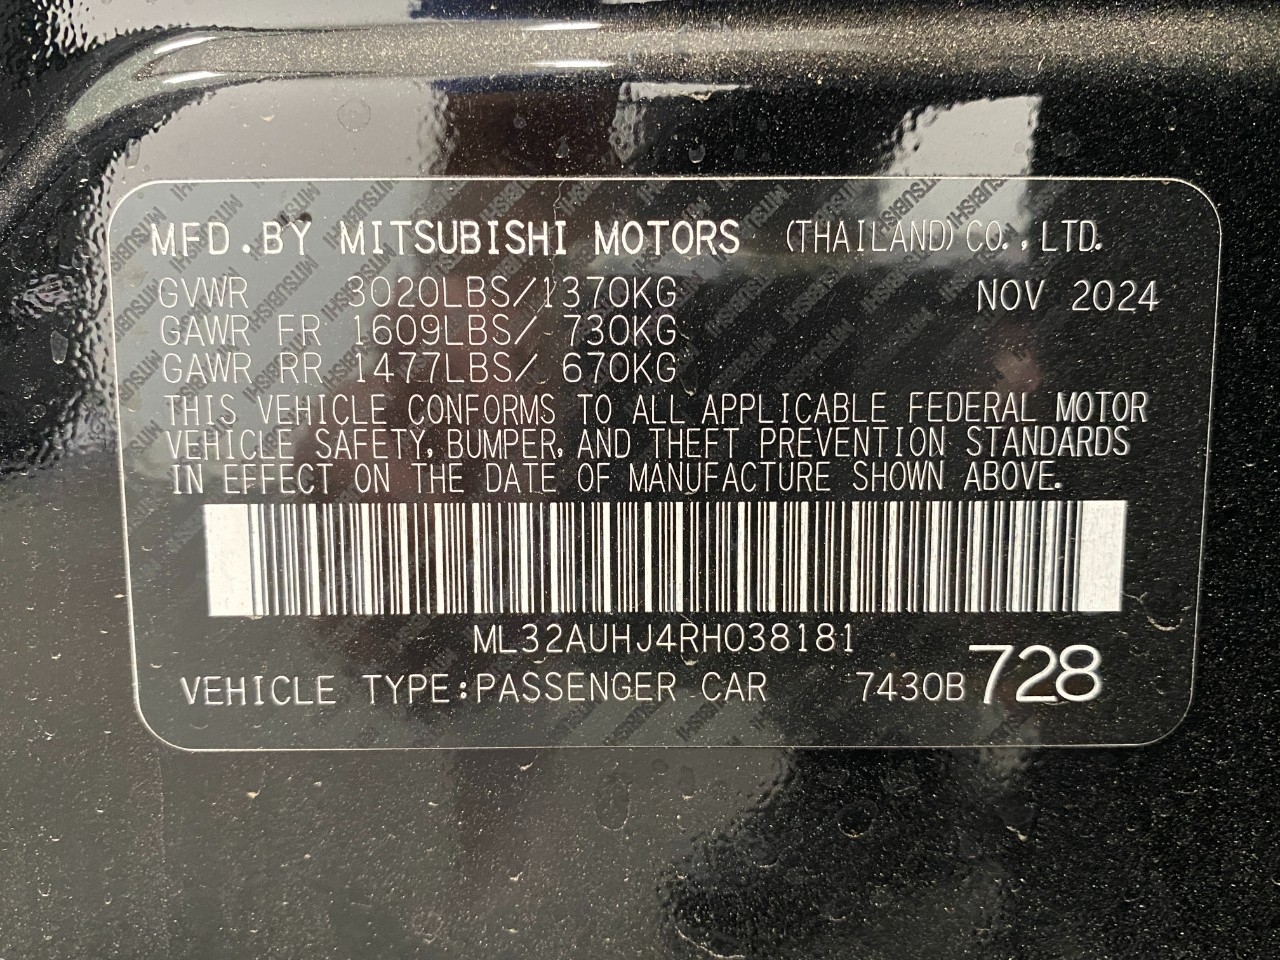 MFD.BY MITSUBISHI MOTORS (THAILAND) CO., LTD.
GVWR 3020LBS/1370KG NOV 2024
GAWR FR 1609LBS/ 730KG
GAWR RR 1477LBS/ 670KG
THIS VEHICLE CONFORMS TO ALL APPLICABLE FEDERAL MOTOR
VEHICLE SAFETY, BUMPER, AND THEFT PREVENTION STANDARDS
IN EFFECT ON THE DATE OF MANUFACTURE SHOWN ABOVE.
ML32AUHJ4RH038181
VEHICLE TYPE:PASSENGER CAR 7430B 728